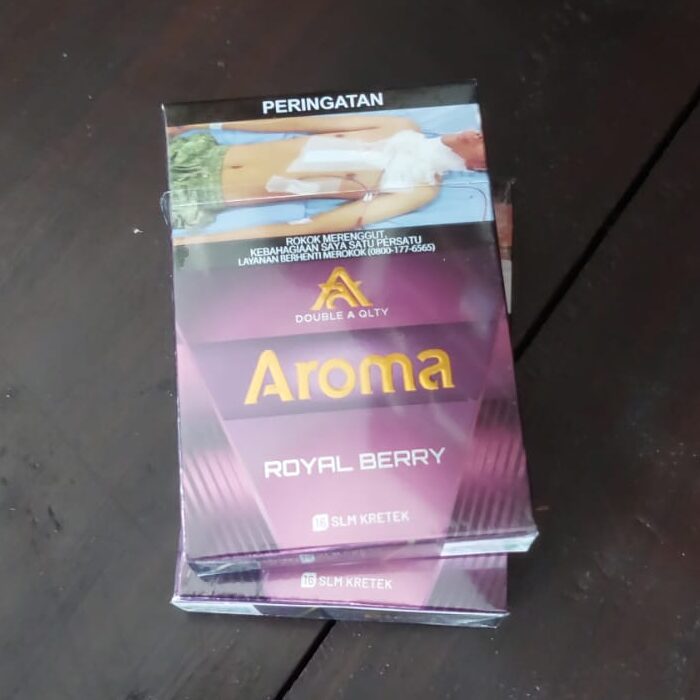 PERINGATAN
ROKOK MERENGGUT,
KEBAHAGIAAN SAYA SATU PERSATU
LAYANAN BERHENTI MEROKOK (0800-177-6565)
DOUBLE A QLTY
Aroma
ROYAL BERRY
16 SLM KRETEK
16 SLM KRETEK